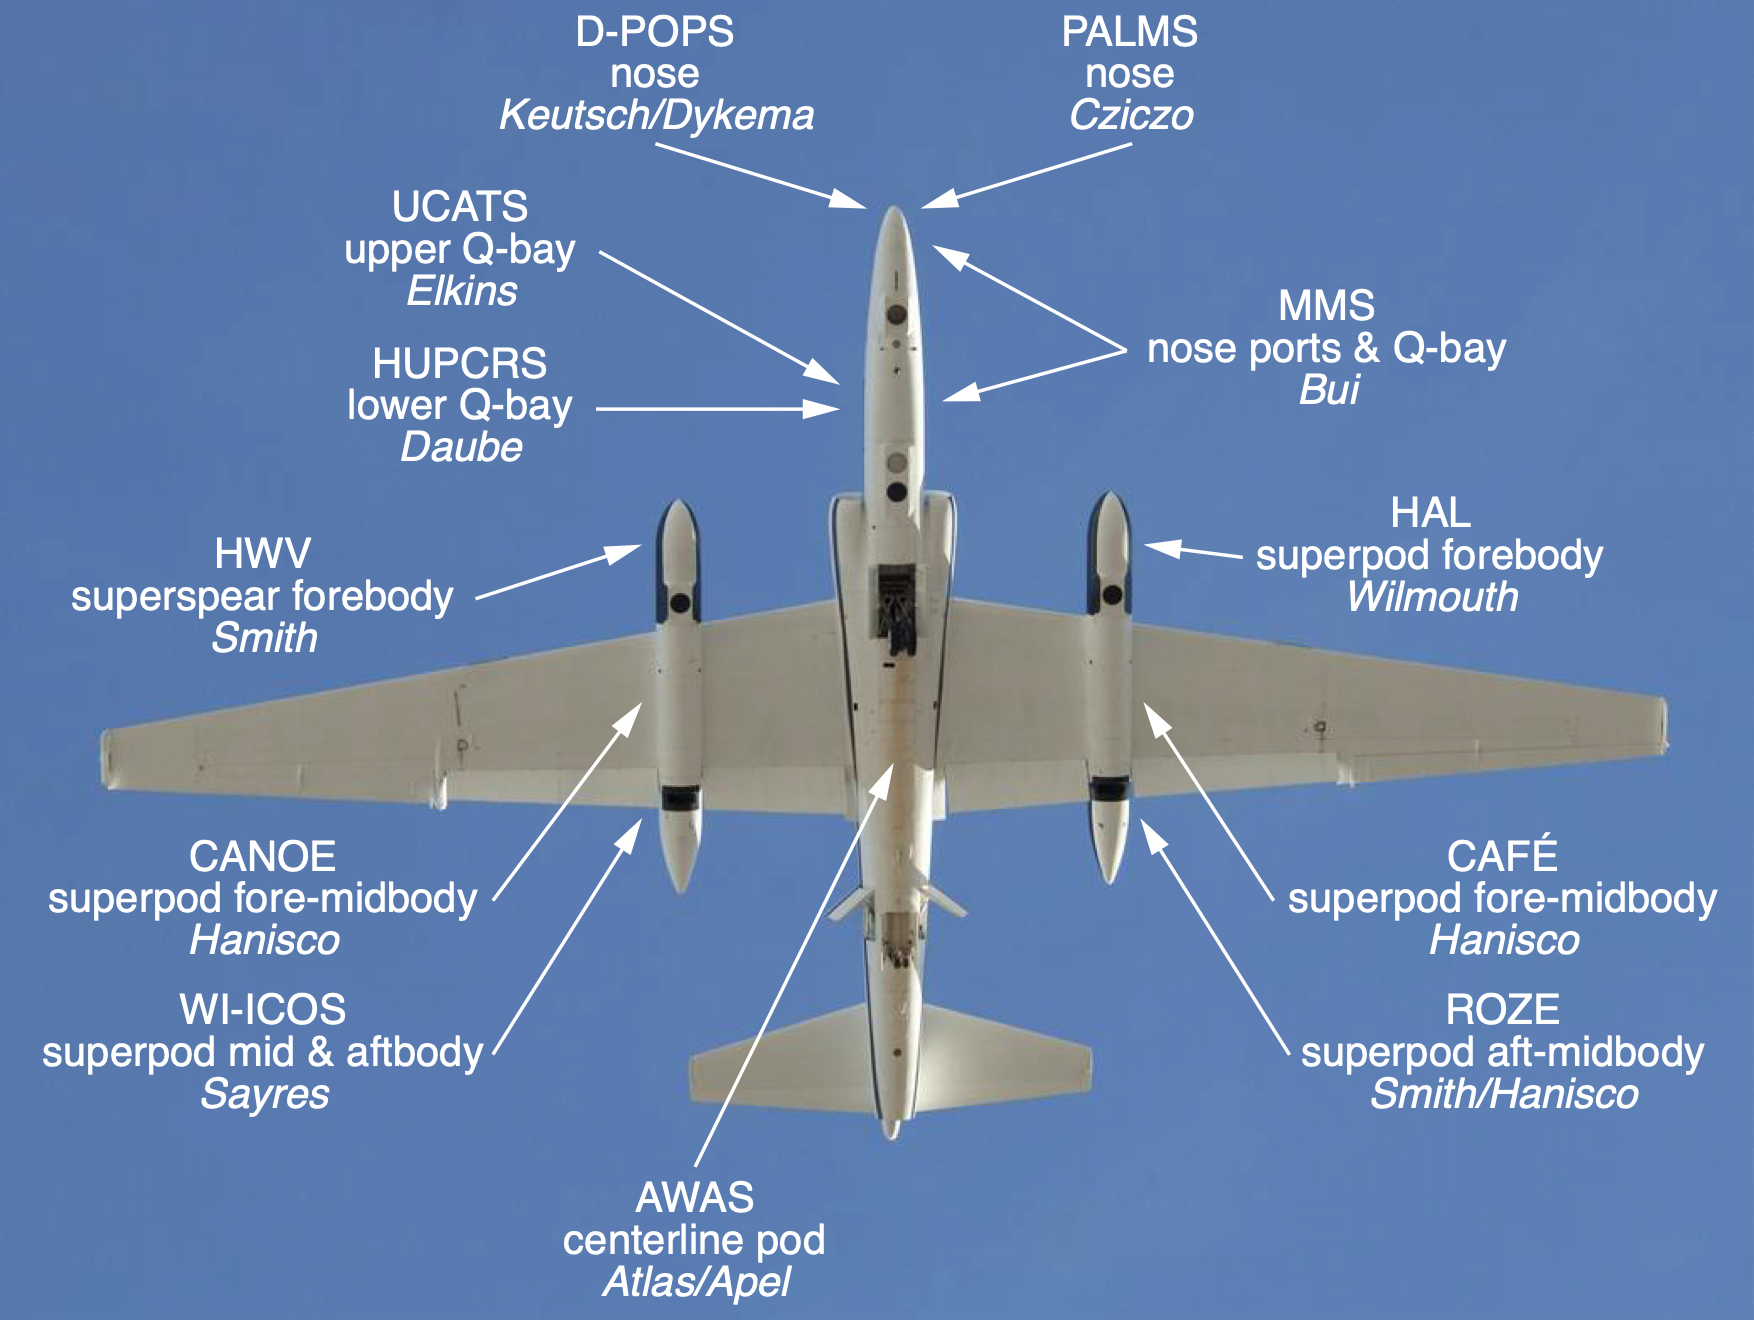 D-POPS
nose
Keutsch/Dykema
PALMS
nose
Cziczo
UCATS
upper Q-bay
Elkins
HUPCRS
lower Q-bay
Daube
MMS
nose ports & Q-bay
Bui
HWV
superspear forebody
Smith
HAL
superpod forebody
Wilmouth
CANOE
superpod fore-midbody
Hanisco
CAFÉ
superpod fore-midbody
Hanisco
WI-ICOS
superpod mid & aftbody
Sayres
ROZE
superpod aft-midbody
Smith/Hanisco
AWAS
centerline pod
Atlas/Apel